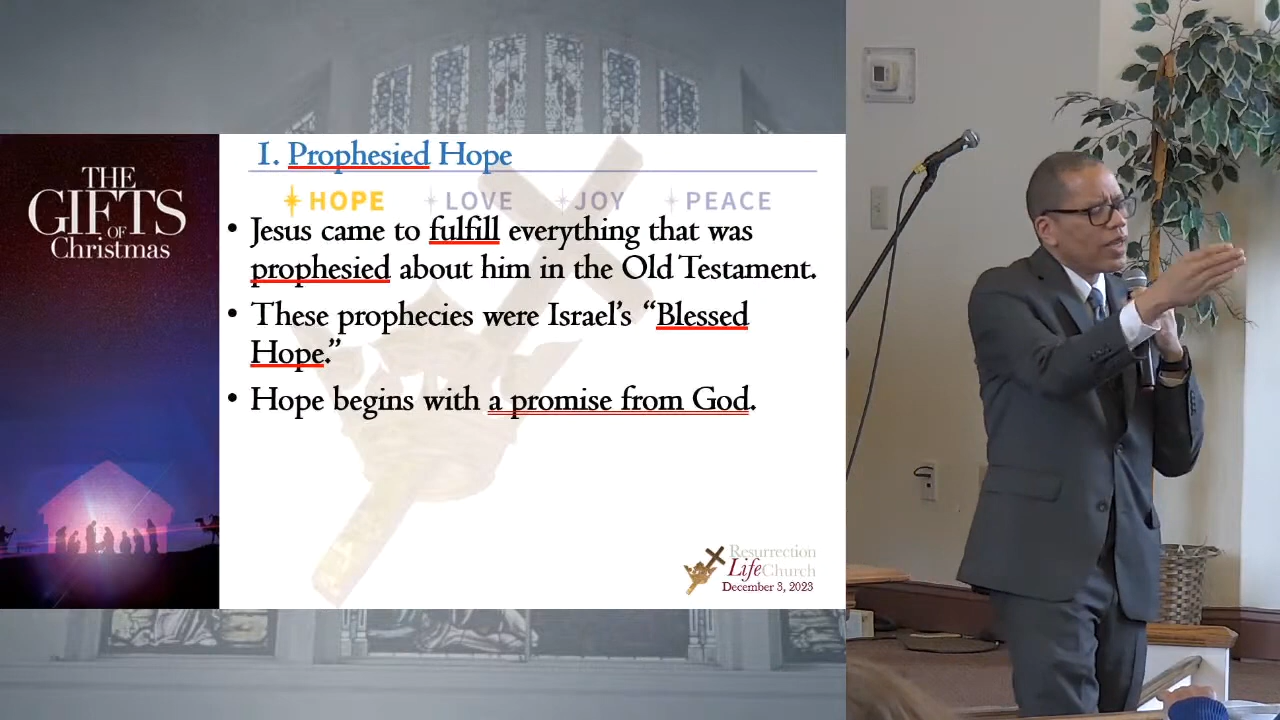 THE
GIFTS
OF
Christmas
1. Prophesied Hope
HOPE LOVE JOY PEACE
• Jesus came to fulfill everything that was
prophesied about him in the Old Testament.
• These prophecies were Israel’s “Blessed
Hope.”
• Hope begins with a promise from God.
Resurrection
LifeChurch
December 3, 2023